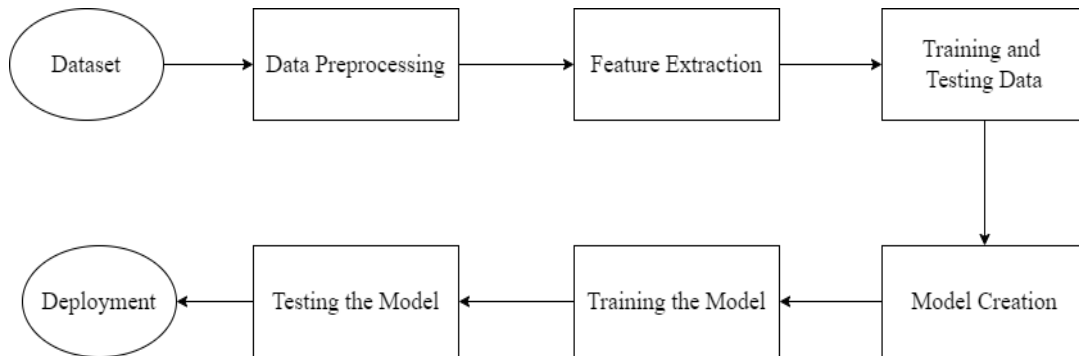 Dataset
Data Preprocessing
Feature Extraction
Training and
Testing Data
Model Creation
Training the Model
Testing the Model
Deployment